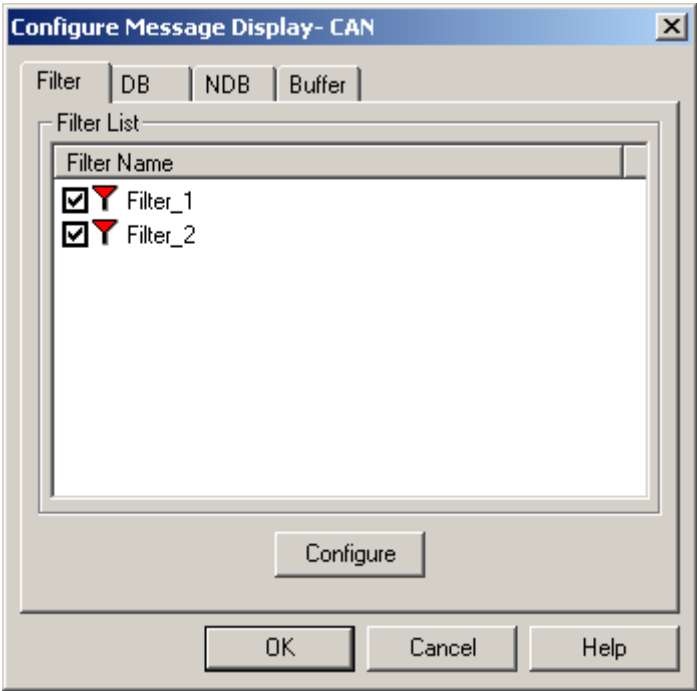 Configure Message Display- CAN
Filter DB NDB Buffer
Filter List
Filter Name
Filter_1
Filter_2
Configure
OK Cancel Help